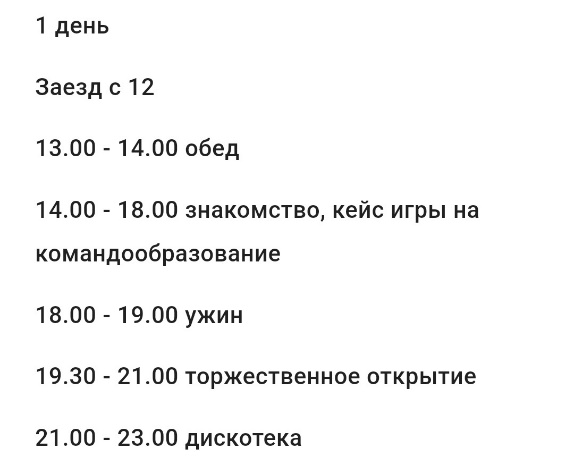 1 день
Заезд с 12
13.00 - 14.00 обед
14.00 - 18.00 знакомство, кейс игры на
командообразование
18.00 - 19.00 ужин
19.30 - 21.00 торжественное открытие
21.00 - 23.00 дискотека